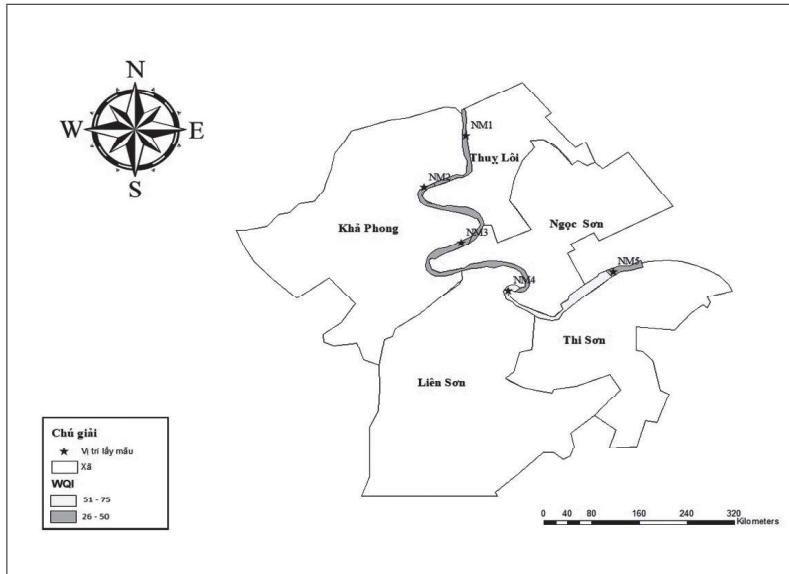 N
W E
S
NM1
Thuỵ Lôi
NM2
Khả Phong
Ngọc Sơn
NM3
NM5
NM4
Thi Sơn
Liên Sơn
Chú giải
Vị trí lấy mẫu
Xã
WQI
51 - 75
26 - 50
0 40 80 160 240 320
Kilometers